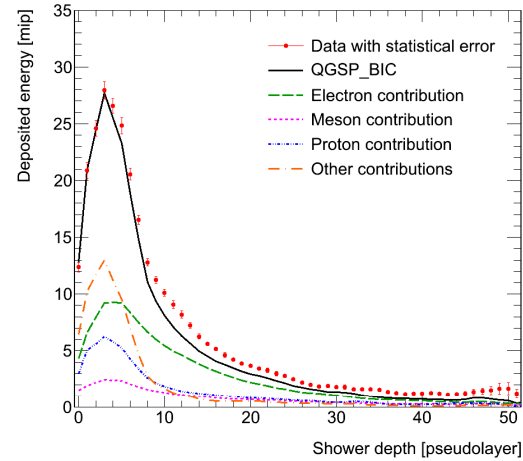 Deposited energy [mip]
35
30
25
20
15
10
5
0
Data with statistical error
QGSP_BIC
Electron contribution
Meson contribution
Proton contribution
Other contributions
0 10 20 30 40 50
Shower depth [pseudolayer]